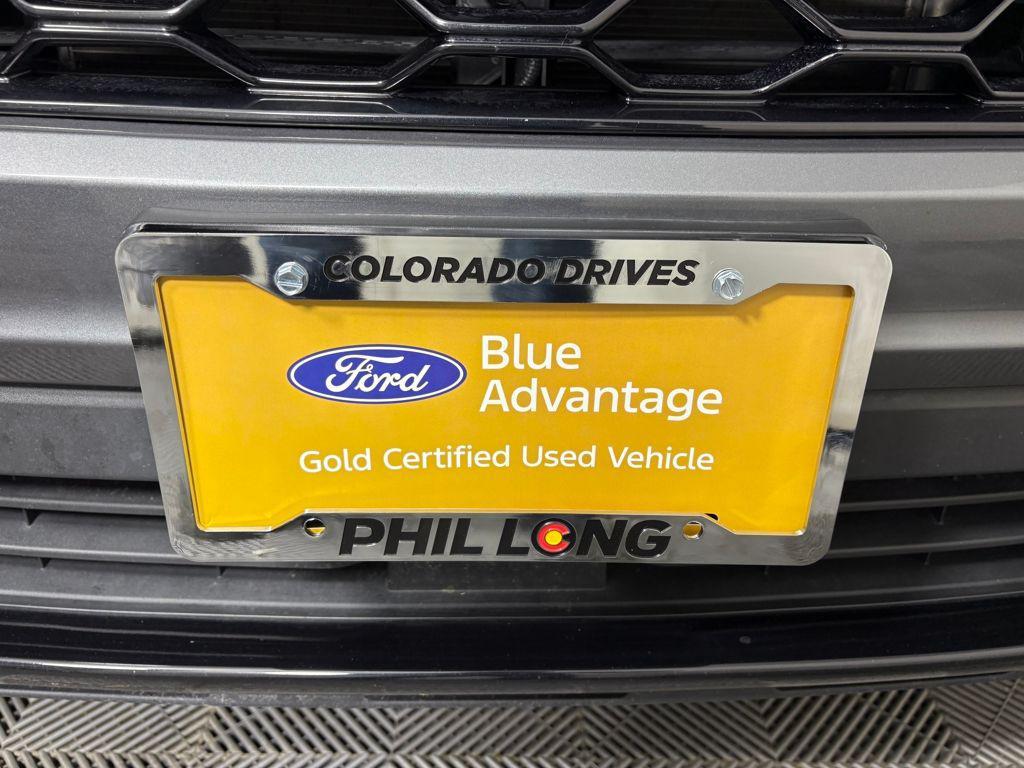 COLORADO DRIVES
Ford
Blue
Advantage
Gold Certified Used Vehicle
PHIL LONG